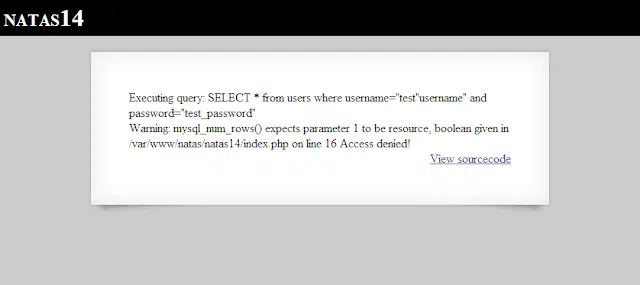 NATAS14
Executing query: SELECT * from users where username="test"username" and
password="test_password"
Warning: mysql_num_rows() expects parameter 1 to be resource, boolean given in
/var/www/natas/natas14/index.php on line 16 Access denied!
View sourcecode